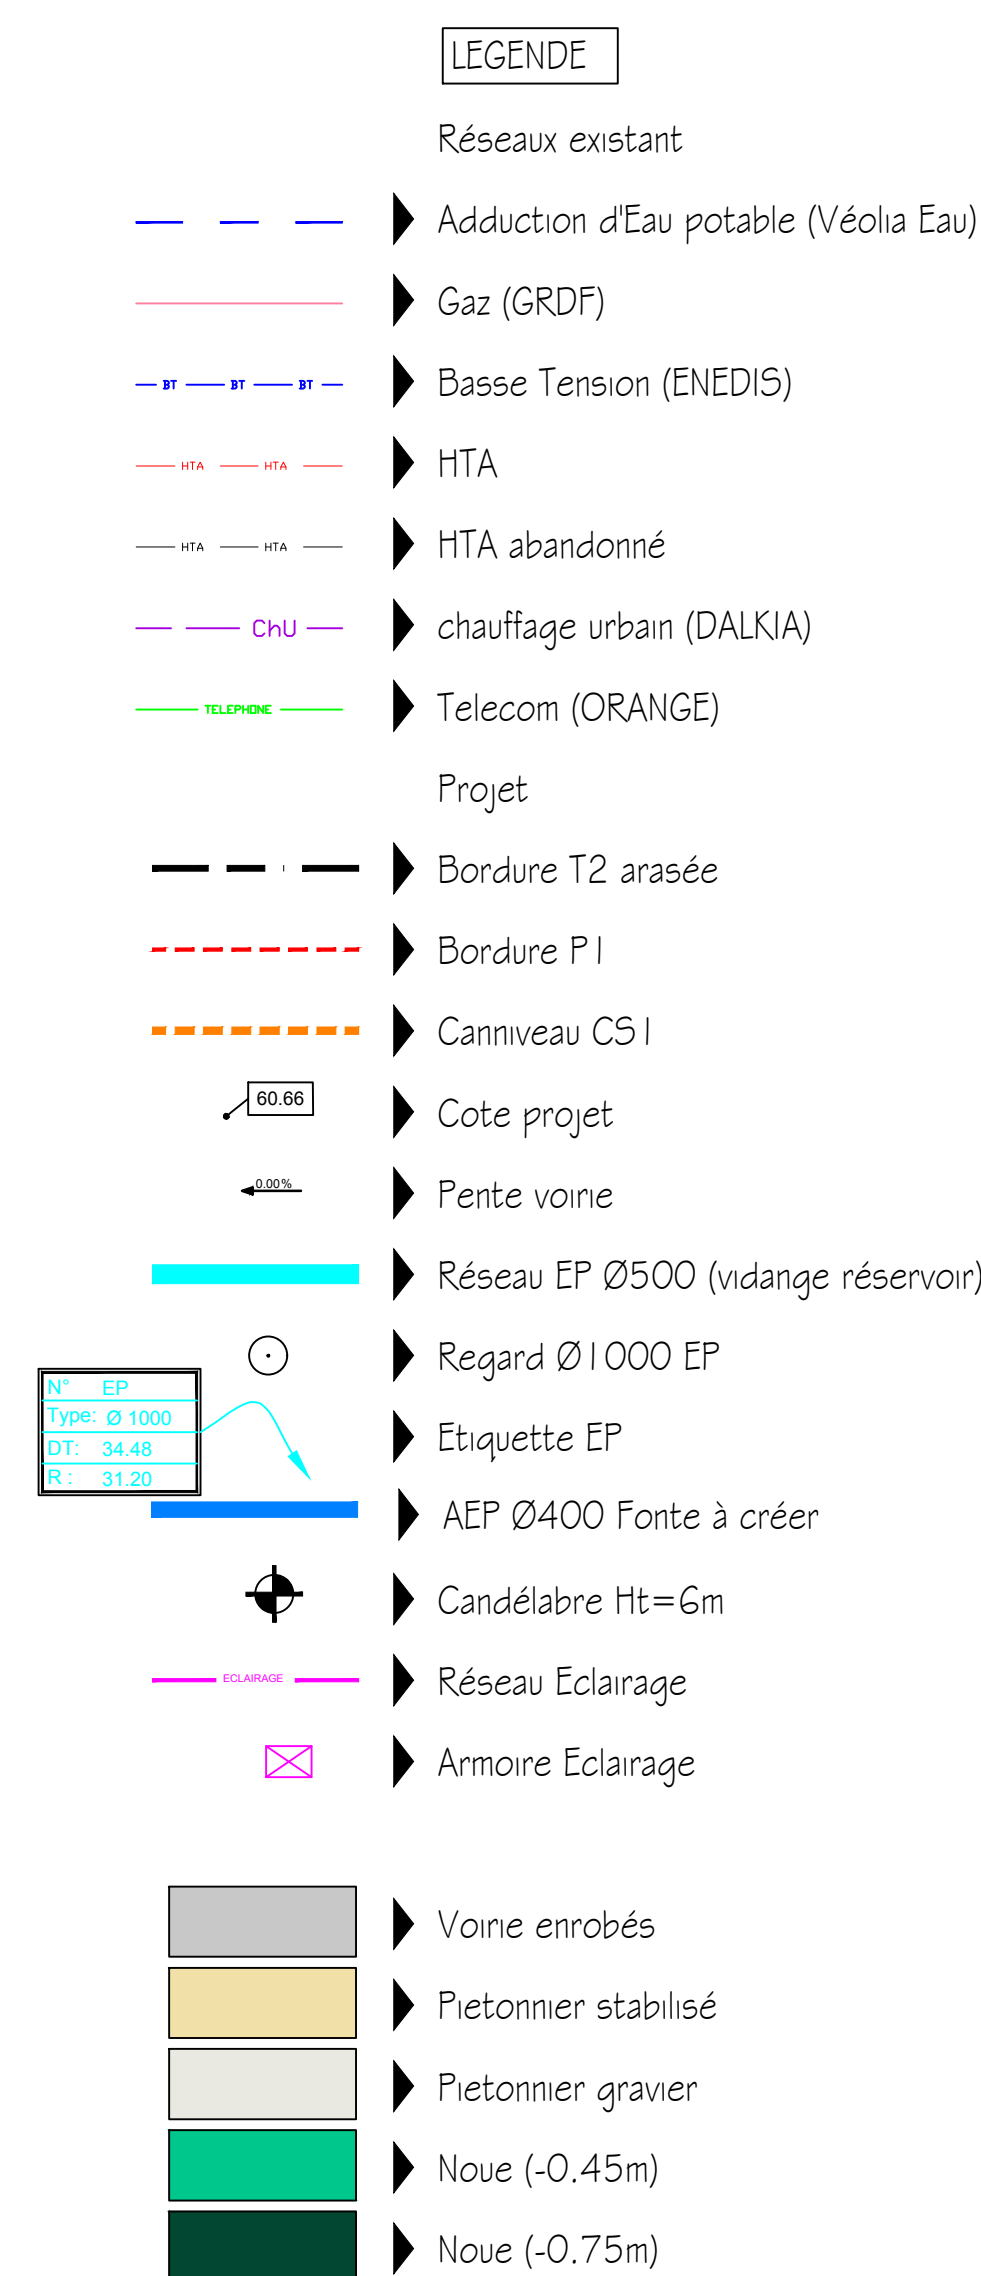 LEGENDE
Réseaux existant
Adduction d'Eau potable (Véolia Eau)
Gaz (GRDF)
BT BT BT Basse Tension (ENEDIS)
HTA HTA HTA
HTA HTA HTA abandonné
ChU chauffage urbain (DALKIA)
TELEPHONE Telecom (ORANGE)
Projet
Bordure T2 arasée
Bordure P1
Canniveau CS1
60.66 Cote projet
0.00% Pente voirie
Réseau EP Ø500 (vidange réservoir)
Regard Ø1000 EP
N° EP
Type: Ø 1000
Etiquette EP
DT: 34.48
R : 31.20
AEP Ø400 Fonte à créer
Candélabre Ht=6m
ECLAIRAGE Réseau Eclairage
Armoire Eclairage
Voirie enrobés
Pietonnier stabilisé
Pietonnier gravier
Noue (-0.45m)
Noue (-0.75m)